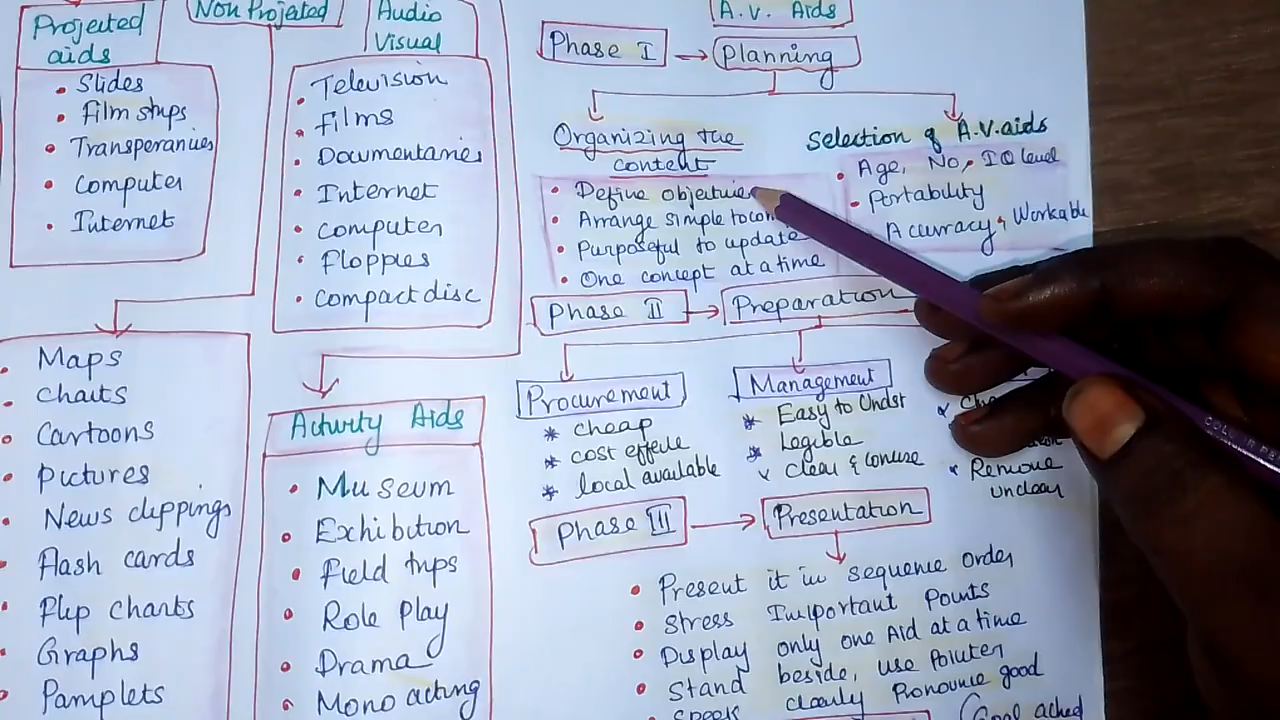 Projected
aids
Slides
Film strips
Transperancies
Computer
Internet
Non Projected
Maps
Charts
Cartoons
Pictures
News clippings
Flash cards
Flip charts
Graphs
Pamplets
Audio
Visual
Television
films
Documentaries
Internet
computer
floppies
compact disc
Activity Aids
Museum
Exhibition
Field trips
Role play
Drama
Mono acting
A.V. Aids
Phase I → Planning
Organizing the
content
Define objective
Arrange simple to
Purposeful to update
One concept at a time
Selection of A.V.aids
Age, No, IQ level
Portability
Accurracy, Workable
Phase II → Preparation
Procurement
* cheap
* cost effective
* local available
Management
* Easy to Undst
* Legible
x clear & concise
x Remove
unclear
Phase III → Presentation
Present it in sequence order
Stress Important Points
Display only one Aid at a time
Stand beside, use Pointer
Speak clearly Pronounce good